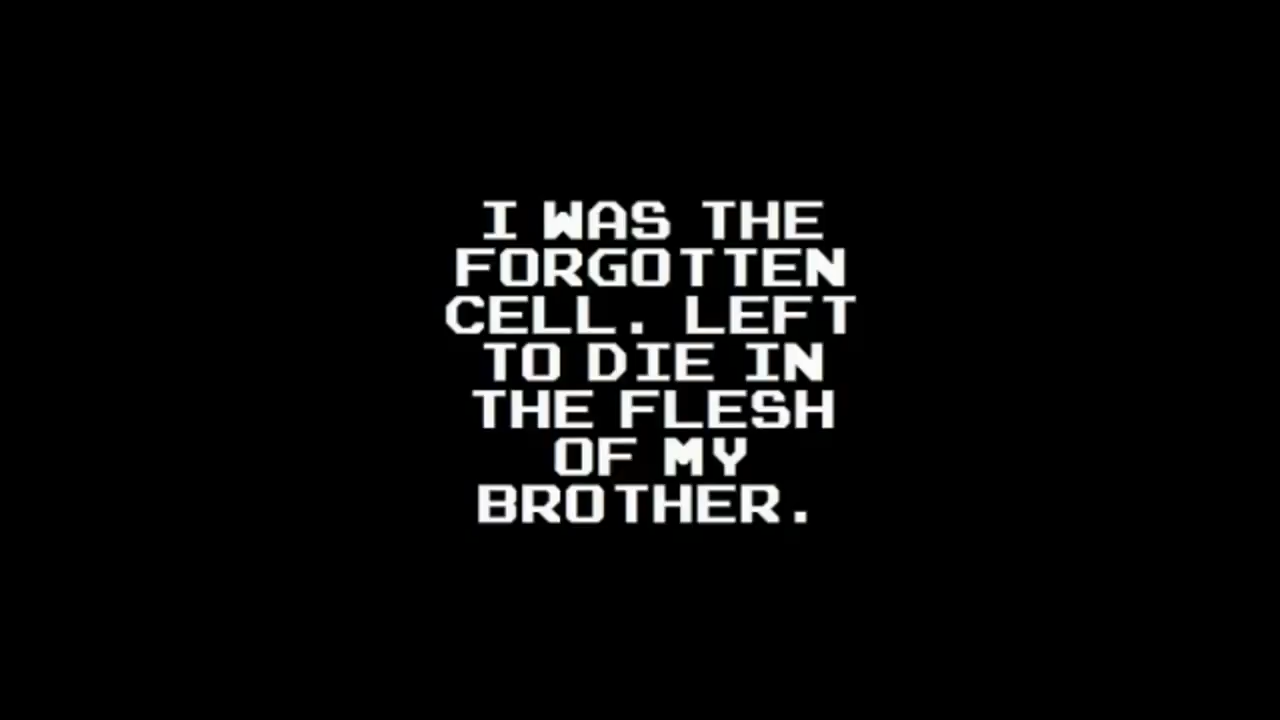 I WAS THE
FORGOTTEN
CELL. LEFT
TO DIE IN
THE FLESH
OF MY
BROTHER.